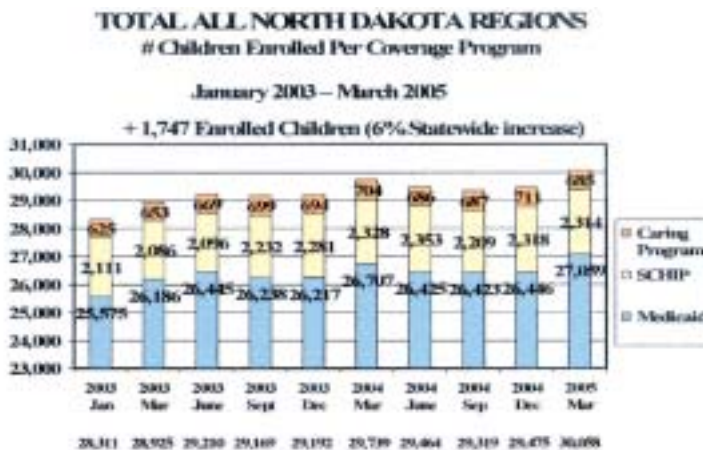 TOTAL ALL NORTH DAKOTA REGIONS
# Children Enrolled Per Coverage Program
January 2003 – March 2005
+ 1,747 Enrolled Children (6% Statewide increase)
31,000
30,000
29,000
28,000
27,000
26,000
25,000
24,000
23,000
625 653 669 699 694 704 686 687 711 685
2,111 2,086 2,096 2,232 2,281 2,328 2,353 2,209 2,318 2,314
25,575 26,186 26,445 26,238 26,217 26,707 26,425 26,423 26,446 27,059
Caring
Program
SCHIP
Medicaid
2003 2003 2003 2003 2003 2004 2004 2004 2004 2005
Jan Mar June Sept Dec Mar June Sep Dec Mar
28,311 28,925 29,210 29,169 29,192 29,739 29,464 29,319 29,475 30,058